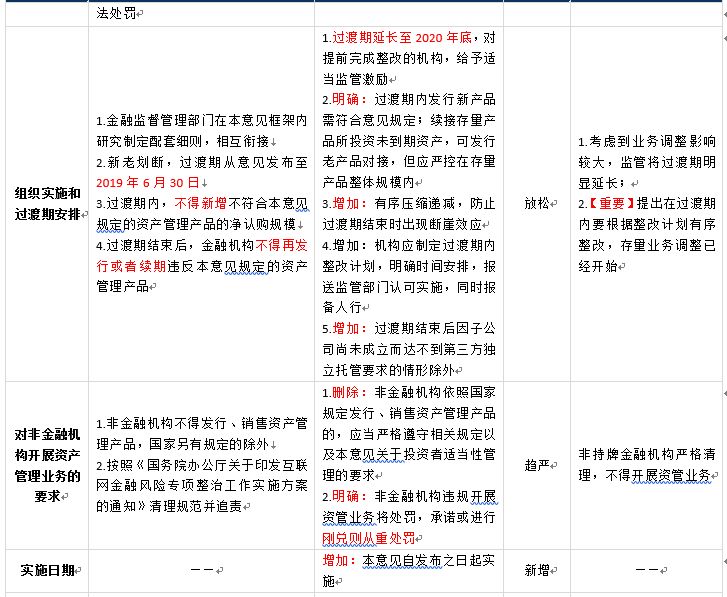 法处罚
组织实施和
过渡期安排
1.金融监督管理部门在本意见框架内
研究制定配套细则，相互衔接
2.新老划断，过渡期从意见发布至
2019 年 6 月 30 日
3.过渡期内，不得新增不符合本意见
规定的资产管理产品的净认购规模
4.过渡期结束后，金融机构不得再发
行或者续期违反本意见规定的资产
管理产品
1.过渡期延长至 2020 年底，对
提前完成整改的机构，给予适
当监管激励
2.明确：过渡期内发行新产品
需符合意见规定；续接存量产
品所投资未到期资产，可发行
老产品对接，但应严控在存量
产品整体规模内
3.增加：有序压缩递减，防止
过渡期结束时出现断崖效应
4.增加：机构应制定过渡期内
整改计划，明确时间安排，报
送监管部门认可实施，同时报
备人行
5.增加：过渡期结束后因子公
司尚未成立而达不到第三方独
立托管要求的情形除外
放松
1.考虑到业务调整影响
较大，监管将过渡期明
显延长；
2.【重要】提出在过渡期
内要根据整改计划有序
整改，存量业务调整已
经开始
对非金融机
构开展资产
管理业务的
要求
1.非金融机构不得发行、销售资产管
理产品，国家另有规定的除外
2.按照《国务院办公厅关于印发互联
网金融风险专项整治工作实施方案
的通知》清理规范并追责
1.删除：非金融机构依照国家
规定发行、销售资产管理产品
的，应当严格遵守相关规定以
及本意见关于投资者适当性管
理的要求
2.明确：非金融机构违规开展
资管业务将处罚，承诺或进行
刚兑则从重处罚
趋严
非持牌金融机构严格清
理，不得开展资管业务
实施日期
——
增加：本意见自发布之日起实
施
新增
——